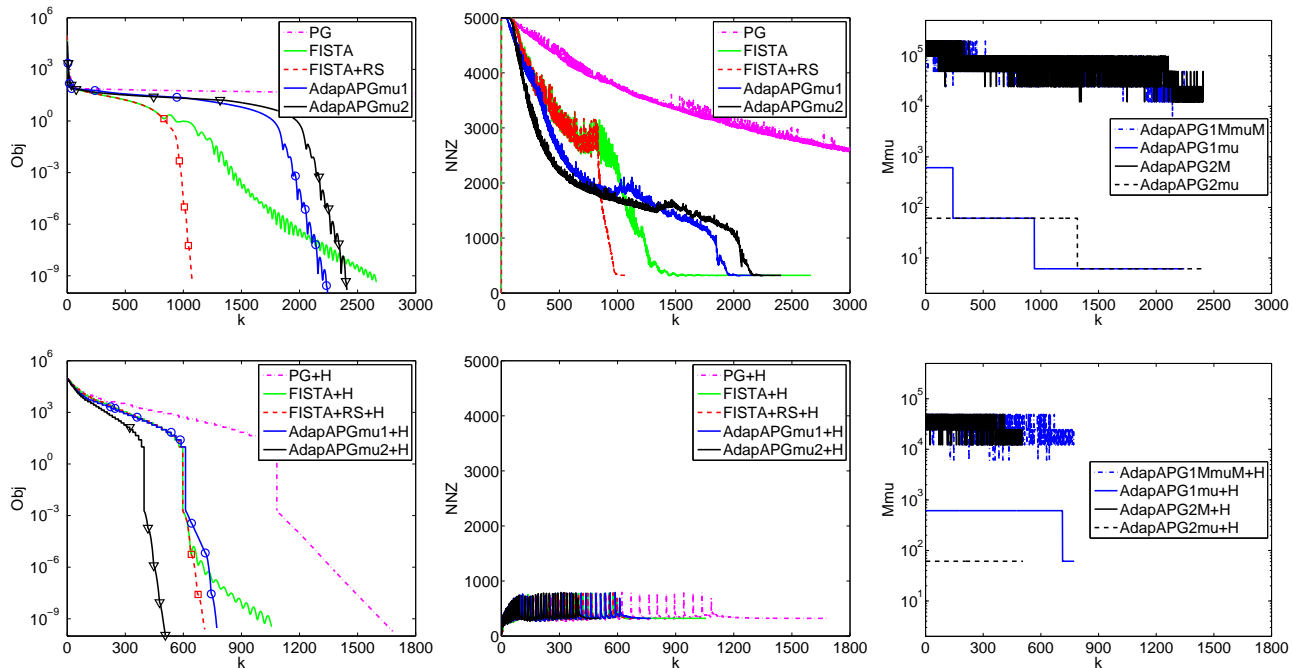 10^6
10^3
10^0
10^-3
10^-6
10^-9
Obj
0 500 1000 1500 2000 2500 3000
k
PG
FISTA
FISTA+RS
AdapAPGmu1
AdapAPGmu2
5000
4000
3000
2000
1000
0
NNZ
0 500 1000 1500 2000 2500 3000
k
PG
FISTA
FISTA+RS
AdapAPGmu1
AdapAPGmu2
10^5
10^4
10^3
10^2
10^1
Mmu
0 500 1000 1500 2000 2500 3000
k
AdapAPG1MmuM
AdapAPG1mu
AdapAPG2M
AdapAPG2mu
10^6
10^3
10^0
10^-3
10^-6
10^-9
Obj
0 300 600 900 1200 1500 1800
k
PG+H
FISTA+H
FISTA+RS+H
AdapAPGmu1+H
AdapAPGmu2+H
5000
4000
3000
2000
1000
0
NNZ
0 300 600 900 1200 1500 1800
k
PG+H
FISTA+H
FISTA+RS+H
AdapAPGmu1+H
AdapAPGmu2+H
10^5
10^4
10^3
10^2
10^1
Mmu
0 300 600 900 1200 1500 1800
k
AdapAPG1MmuM+H
AdapAPG1mu+H
AdapAPG2M+H
AdapAPG2mu+H